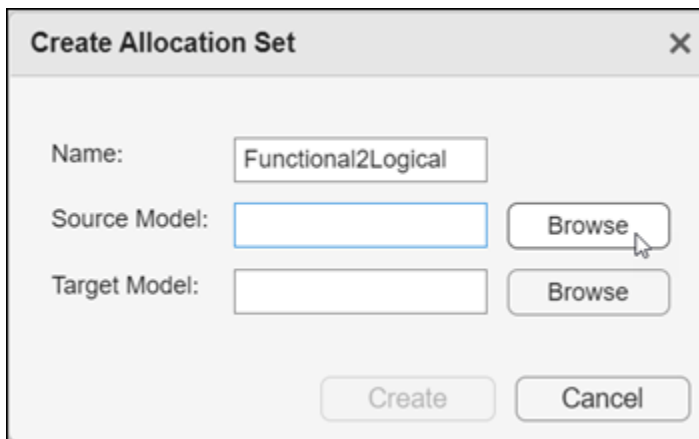 Create Allocation Set
Name: Functional2Logical
Source Model: Browse
Target Model: Browse
Create Cancel